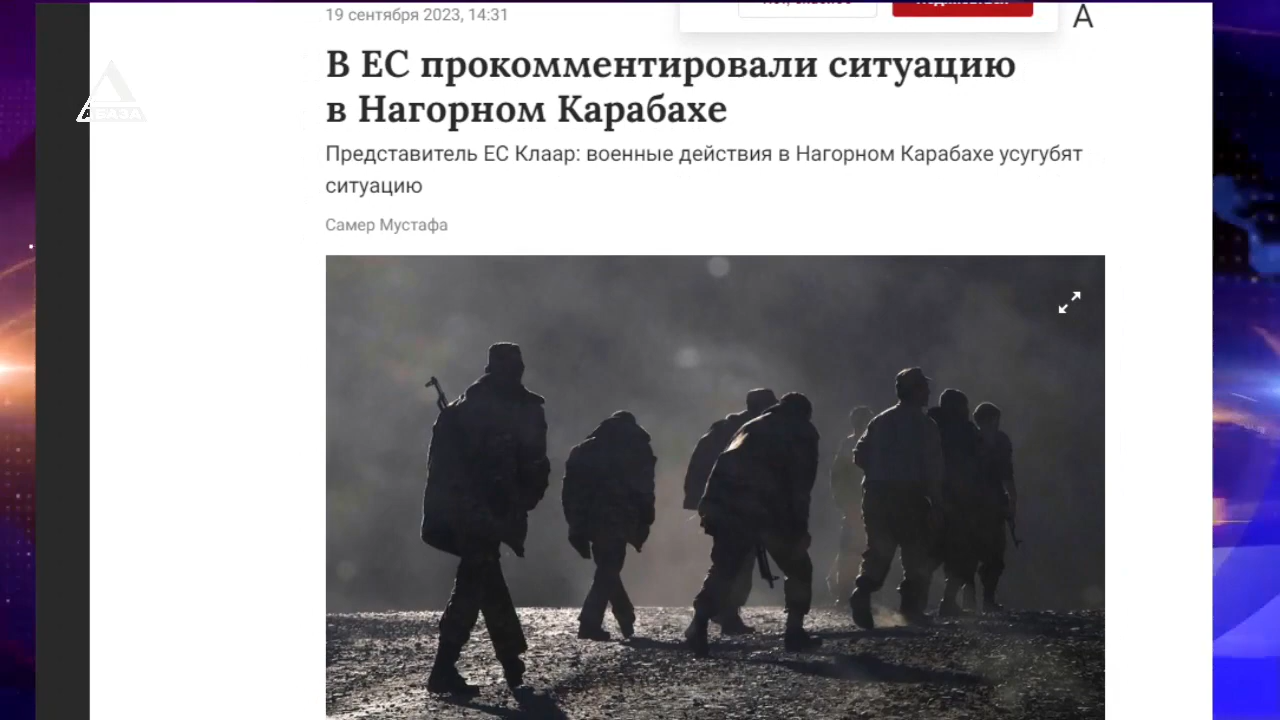 19 сентября 2023, 14:31
А
В ЕС прокомментировали ситуацию
в Нагорном Карабахе
Представитель ЕС Клаар: военные действия в Нагорном Карабахе усугубят
ситуацию
Самер Мустафа